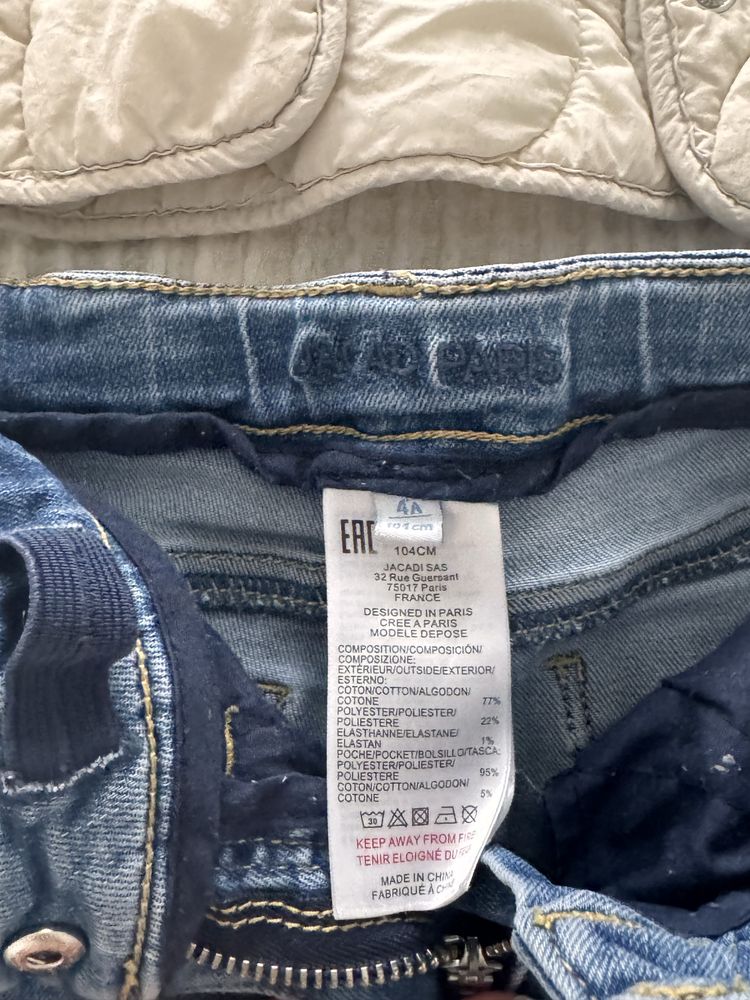 JACADI PARIS
4A
104cm
EAC
104CM
JACADI SAS
32 Rue Guersant
75017 Paris
FRANCE
DESIGNED IN PARIS
CREE A PARIS
MODELE DEPOSE
COMPOSITION/COMPOSICIÓN/
COMPOSIZIONE:
EXTÉRIEUR/OUTSIDE/EXTERIOR/
ESTERNO:
COTON/COTTON/ALGODON/
COTONE 77%
POLYESTER/POLIESTER/
POLIESTERE 22%
ELASTHANNE/ELASTANE/
ELASTAN 1%
POCHE/POCKET/BOLSILLO/TASCA:
POLYESTER/POLIESTER/
POLIESTERE 95%
COTON/COTTON/ALGODON/
COTONE 5%
30
KEEP AWAY FROM FIRE
TENIR ELOIGNÉ DU
MADE IN CHINA
FABRIQUÉ À